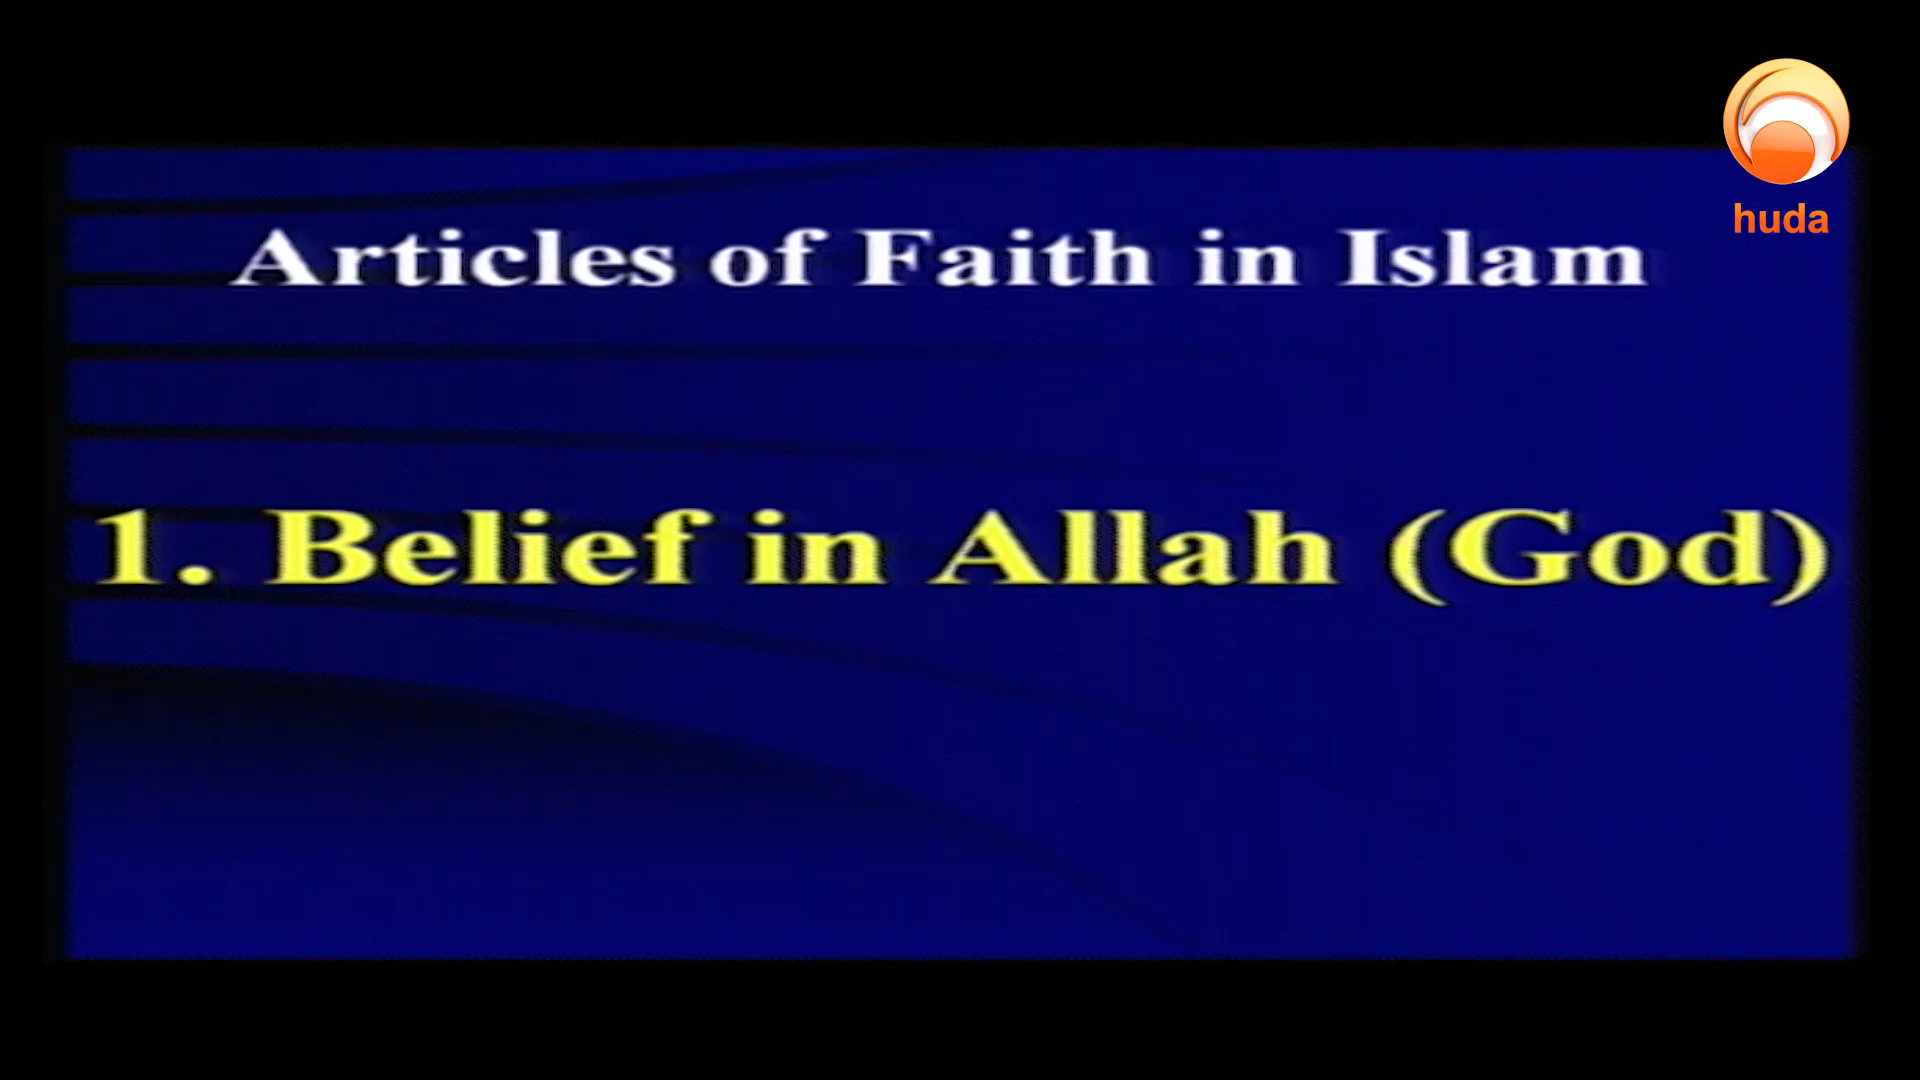 huda
Articles of Faith in Islam
1. Belief in Allah (God)